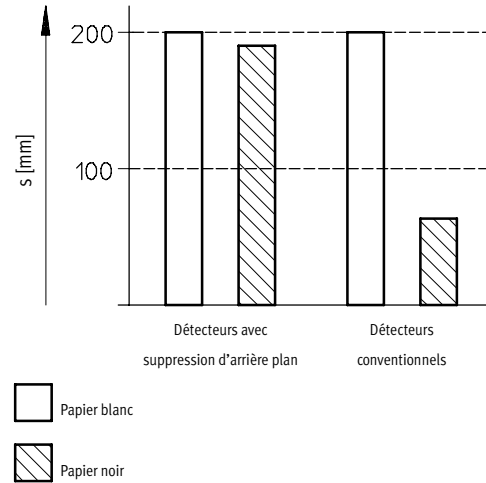 200
100
s [mm]
Détecteurs avec
suppression d'arrière plan
Détecteurs
conventionnels
Papier blanc
Papier noir